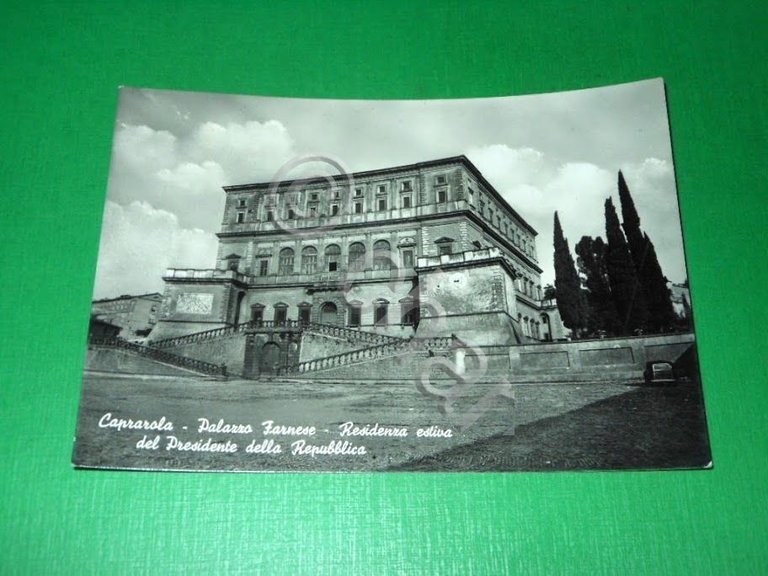 Caprarola - Palazzo Farnese - Residenza estiva
del Presidente della Repubblica